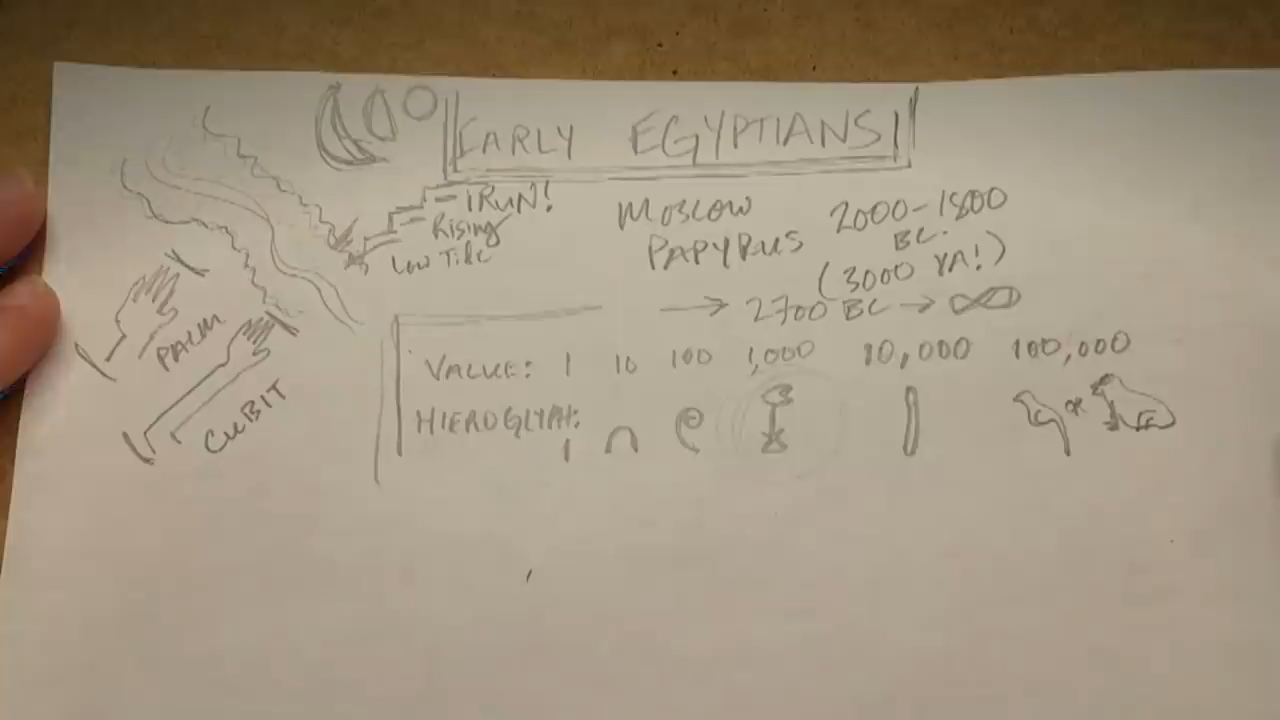 EARLY EGYPTIANS
RUN!
Rising
Low Tide
MOSCOW
PAPYRUS
2000-1800
BC.
(3000 YA!)
→ 2700 BC → ∞
PALM
CUBIT
VALUE: 1 10 100 1,000 10,000 100,000
HIEROGLYPH:
or